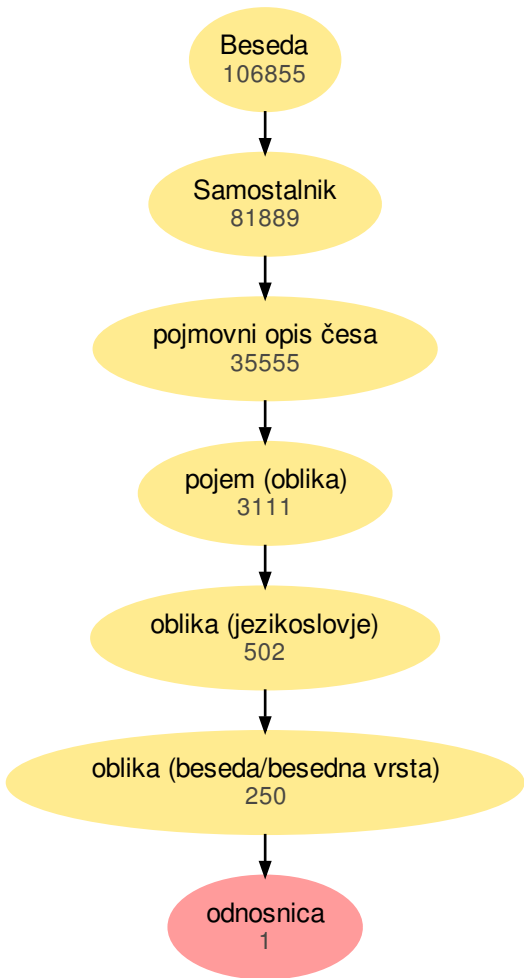 Beseda
106855
Samostalnik
81889
pojmovni opis česa
35555
pojem (oblika)
3111
oblika (jezikoslovje)
502
oblika (beseda/besedna vrsta)
250
odnosnica
1